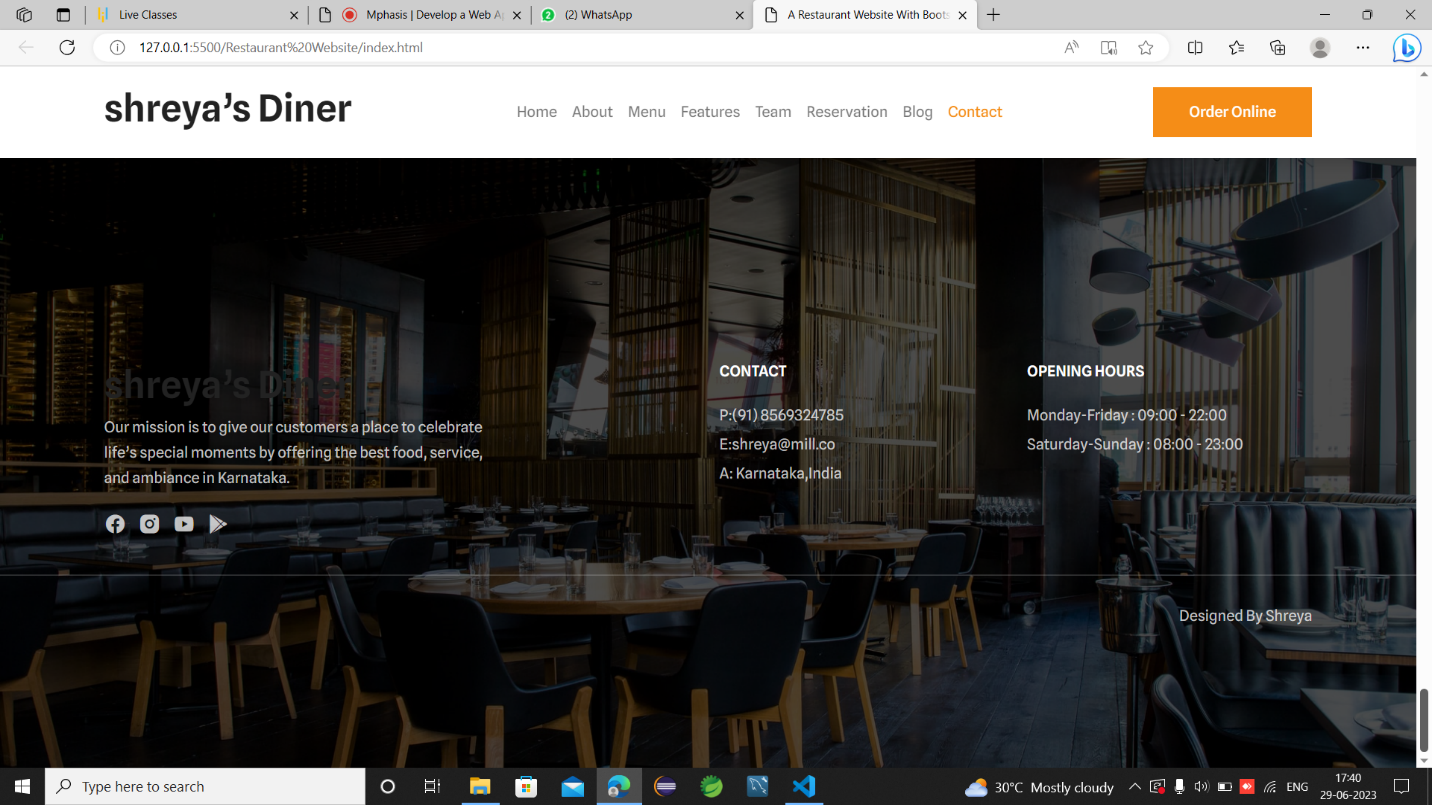 Live Classes
Mphasis | Develop a Web Ap
(2) WhatsApp
A Restaurant Website With Boots
127.0.0.1:5500/Restaurant%20Website/index.html
shreya’s Diner
Home About Menu Features Team Reservation Blog Contact
Order Online
shreya’s Diner
Our mission is to give our customers a place to celebrate
life’s special moments by offering the best food, service,
and ambiance in Karnataka.
CONTACT
P:(91) 8569324785
E:shreya@mill.co
A: Karnataka,India
OPENING HOURS
Monday-Friday : 09:00 - 22:00
Saturday-Sunday : 08:00 - 23:00
Designed By Shreya
Type here to search
30°C Mostly cloudy
ENG
17:40
29-06-2023